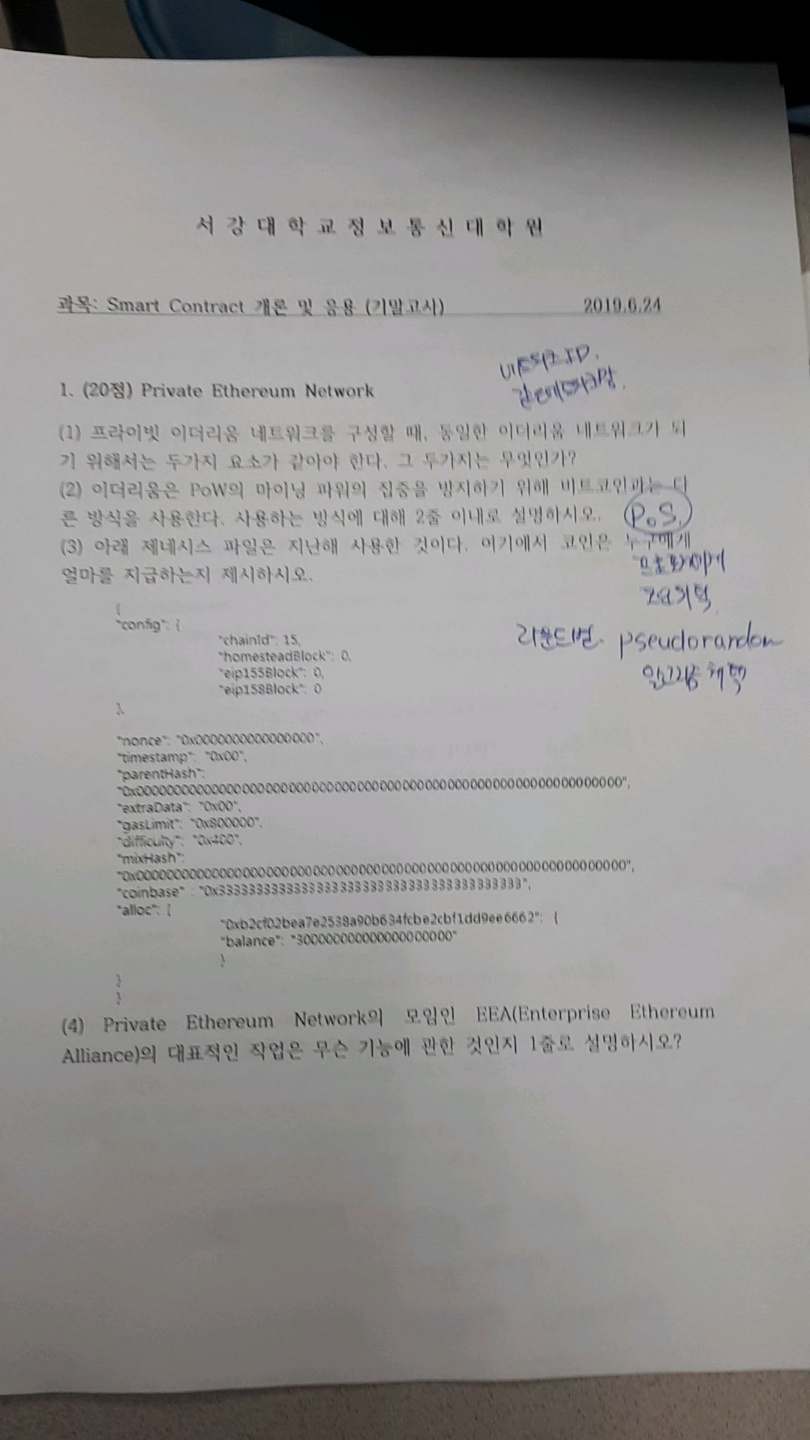 서강대학교정보통신대학원
과목: Smart Contract 개론 및 응용 (기말고사) 2019.6.24
네트워크 ID.
1. (20점) Private Ethereum Network
(1) 프라이빗 이더리움 네트워크를 구성할 때, 동일한 이더리움 네트워크가 되
기 위해서는 두가지 요소가 같아야 한다. 그 두가지는 무엇인가?
(2) 이더리움은 PoW의 마이닝 파워의 집중을 방지하기 위해 비트코인과는 다
른 방식을 사용한다. 사용하는 방식에 대해 2줄 이내로 설명하시오. P.o.S.
(3) 아래 제네시스 파일은 지난해 사용한 것이다. 여기에서 코인은 누구에게
얼마를 지급하는지 제시하시오.
{
"config": {
"chainId": 15,
"homesteadBlock": 0,
"eip155Block": 0,
"eip158Block": 0
},
라운드별 pseudorandom
알고리즘
"nonce": "0x0000000000000000",
"timestamp": "0x00",
"parentHash":
"0x0000000000000000000000000000000000000000000000000000000000000000",
"extraData": "0x00",
"gasLimit": "0x800000",
"difficulty": "0x400",
"mixHash":
"0x0000000000000000000000000000000000000000000000000000000000000000",
"coinbase" : "0x3333333333333333333333333333333333333333",
"alloc": {
"0xb2cf02bea7e2538a90b634fcbe2cbf1dd9ee6662": {
"balance": "300000000000000000000"
}
}
}
(4) Private Ethereum Network의 모임인 EEA(Enterprise Ethereum
Alliance)의 대표적인 작업은 무슨 기능에 관한 것인지 1줄로 설명하시오?